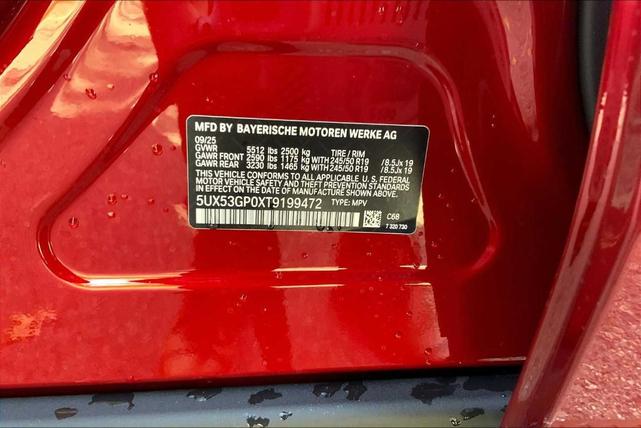 MFD BY BAYERISCHE MOTOREN WERKE AG
09/25
GVWR 5512 lbs 2500 kg TIRE / RIM
GAWR FRONT 2590 lbs 1175 kg WITH 245/50 R19 /8.5Jx 19
GAWR REAR 3230 lbs 1465 kg WITH 245/50 R19 /8.5Jx 19
THIS VEHICLE CONFORMS TO ALL APPLICABLE U.S. FEDERAL
MOTOR VEHICLE SAFETY AND THEFT PREVENTION STANDARDS
IN EFFECT ON THE DATE OF MANUFACTURE SHOWN ABOVE.
5UX53GP0XT9199472 TYPE: MPV
C6B
7 320 730